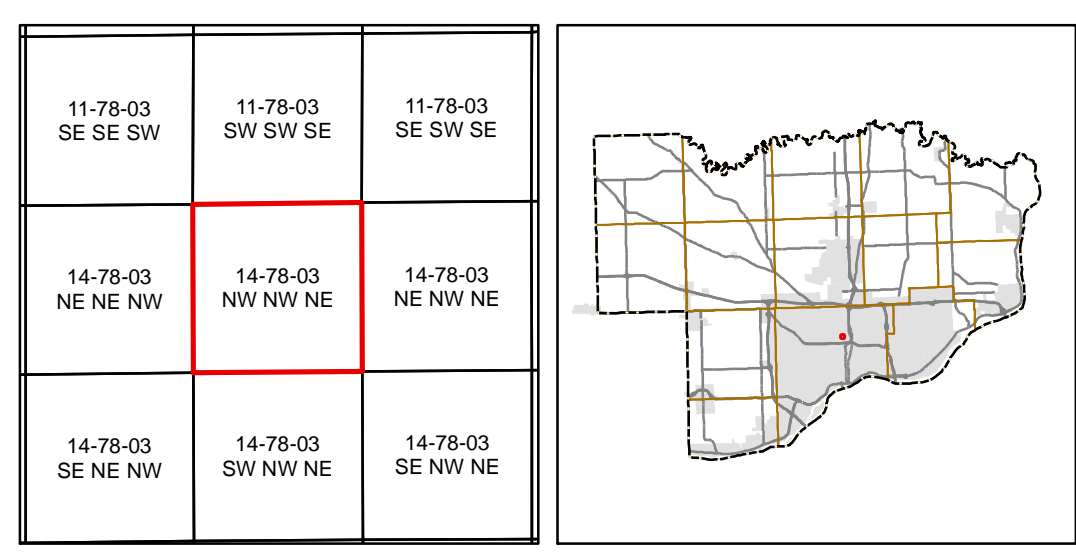 11-78-03
SE SE SW
11-78-03
SW SW SE
11-78-03
SE SW SE
14-78-03
NE NE NW
14-78-03
NW NW NE
14-78-03
NE NW NE
14-78-03
SE NE NW
14-78-03
SW NW NE
14-78-03
SE NW NE